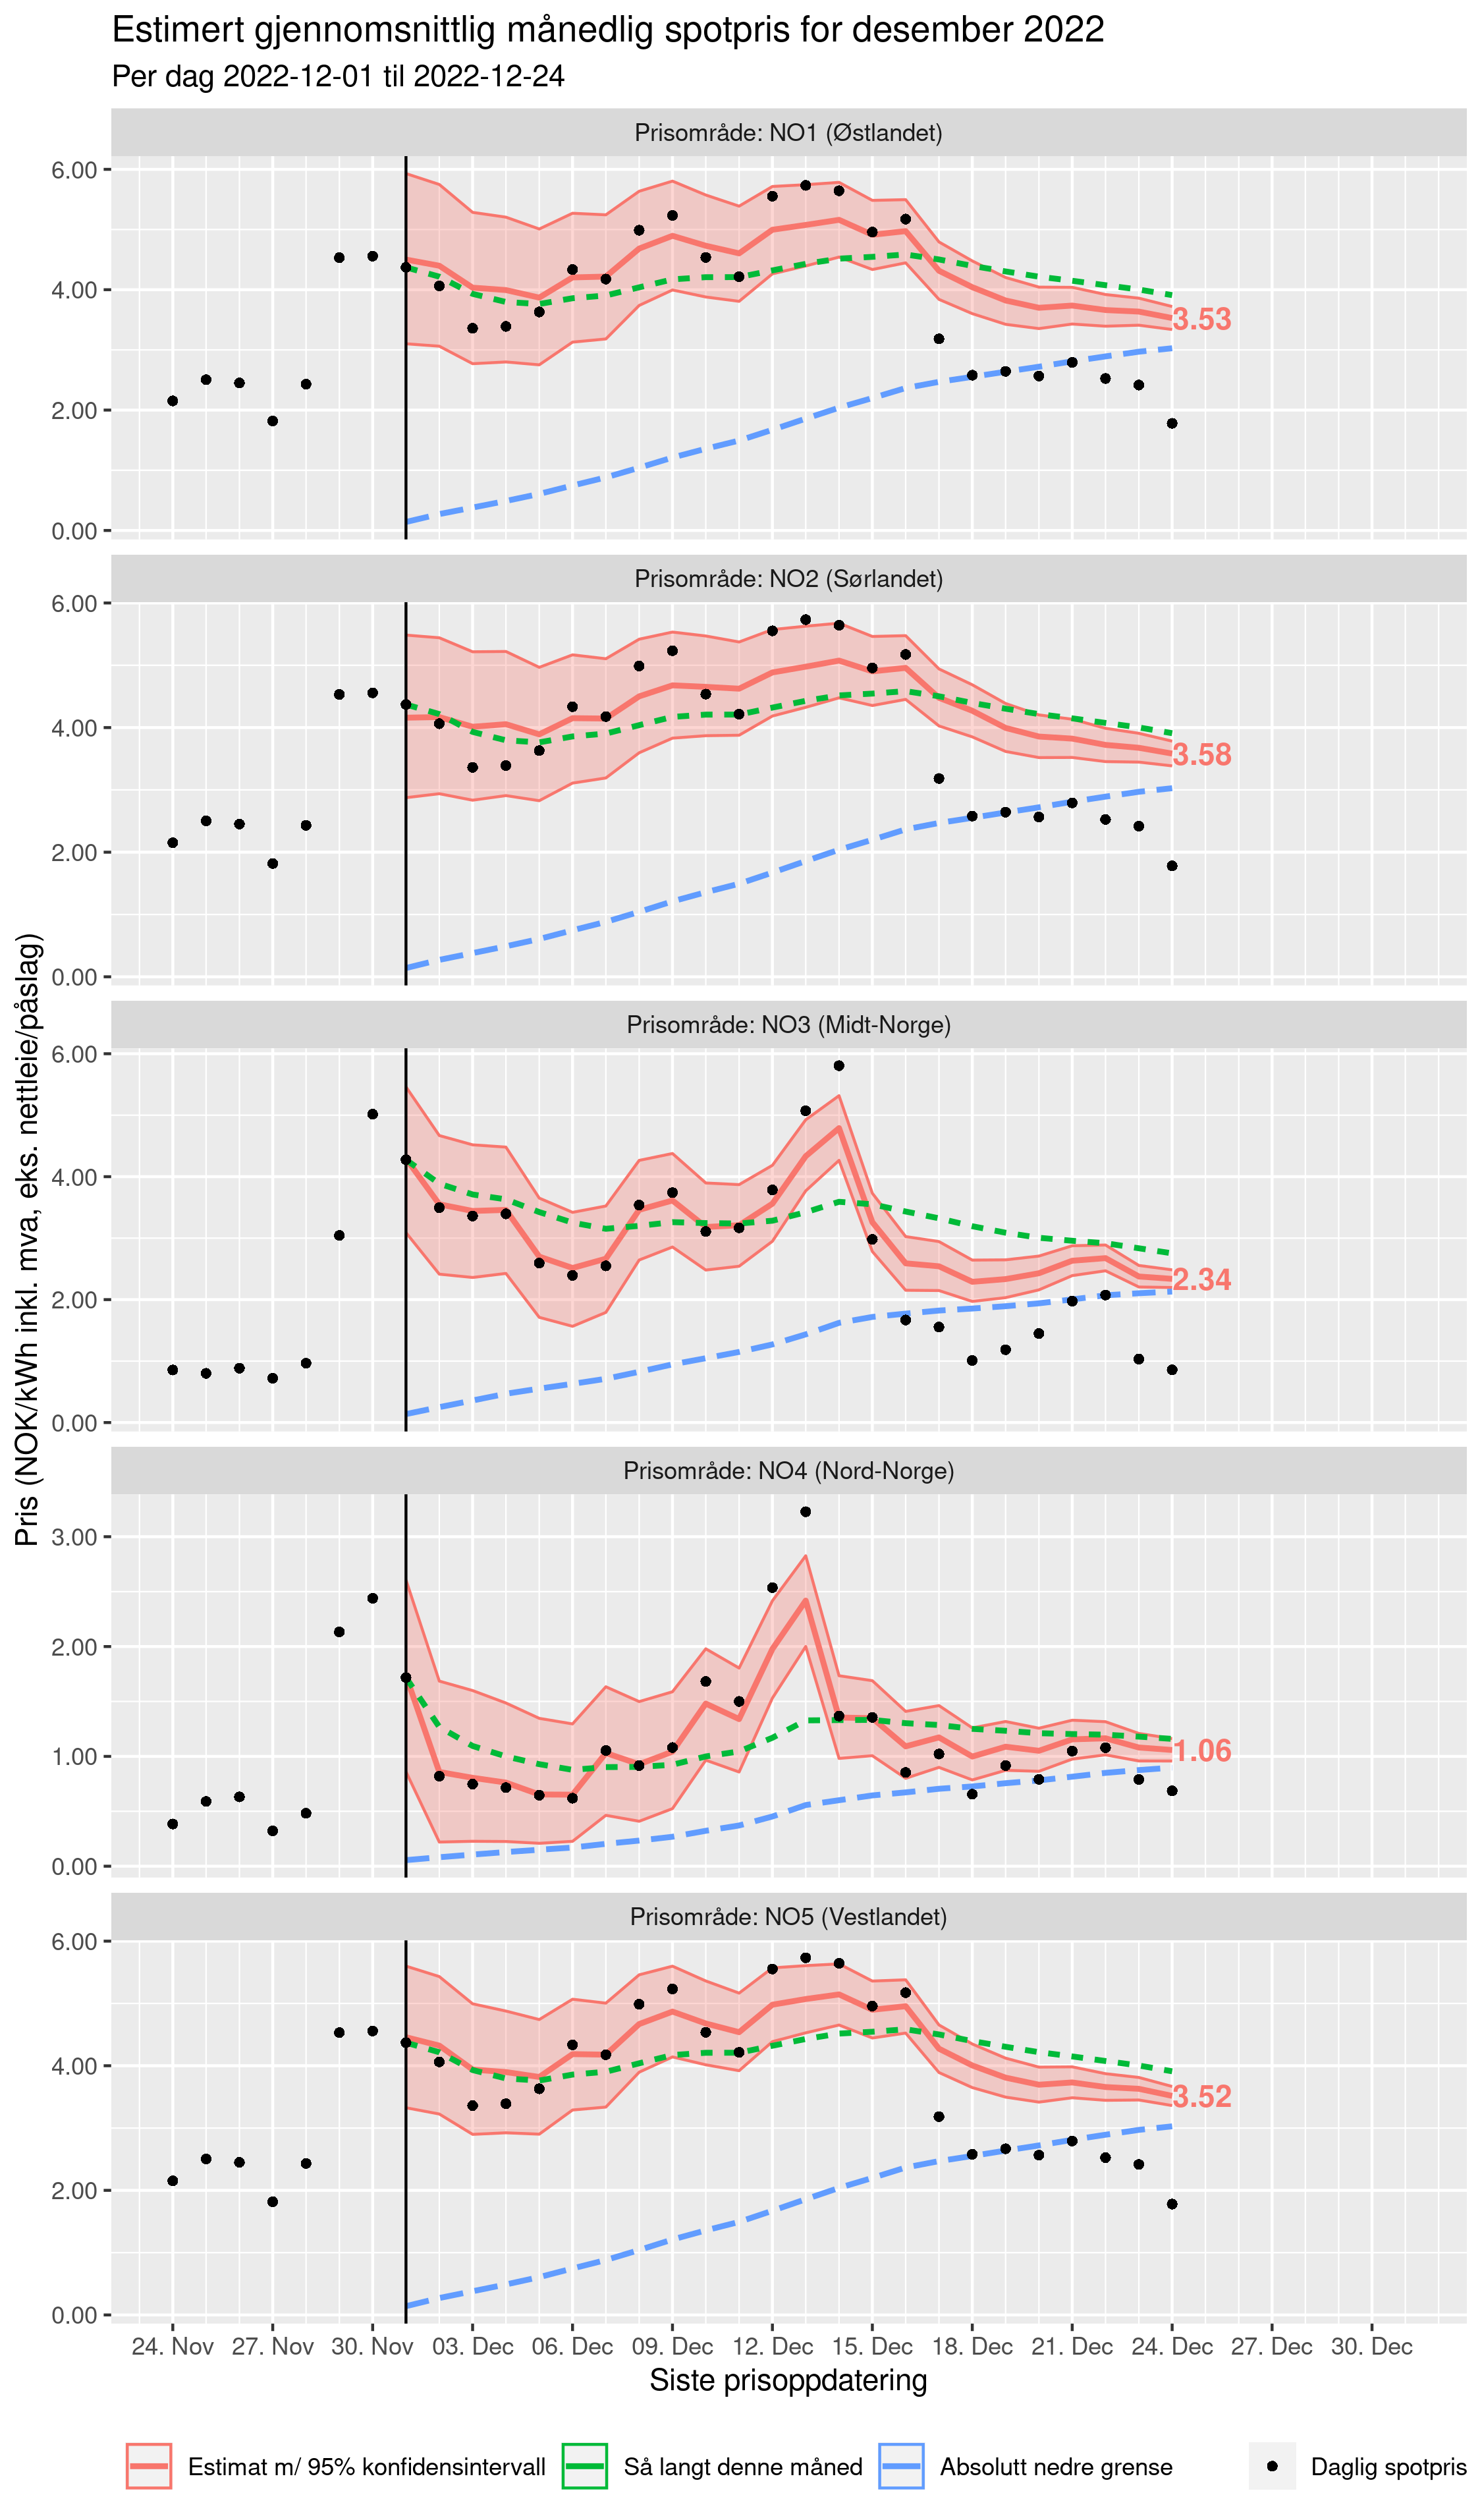 Estimert gjennomsnittlig månedlig spotpris for desember 2022
Per dag 2022-12-01 til 2022-12-24
Pris (NOK/kWh inkl. mva, eks. nettleie/påslag)
Prisområde: NO1 (Østlandet)
6.00
4.00
2.00
0.00
3.53
Prisområde: NO2 (Sørlandet)
6.00
4.00
2.00
0.00
3.58
Prisområde: NO3 (Midt-Norge)
6.00
4.00
2.00
0.00
2.34
Prisområde: NO4 (Nord-Norge)
3.00
2.00
1.00
0.00
1.06
Prisområde: NO5 (Vestlandet)
6.00
4.00
2.00
0.00
3.52
24. Nov 27. Nov 30. Nov 03. Dec 06. Dec 09. Dec 12. Dec 15. Dec 18. Dec 21. Dec 24. Dec 27. Dec 30. Dec
Siste prisoppdatering
Estimat m/ 95% konfidensintervall Så langt denne måned Absolutt nedre grense Daglig spotpris